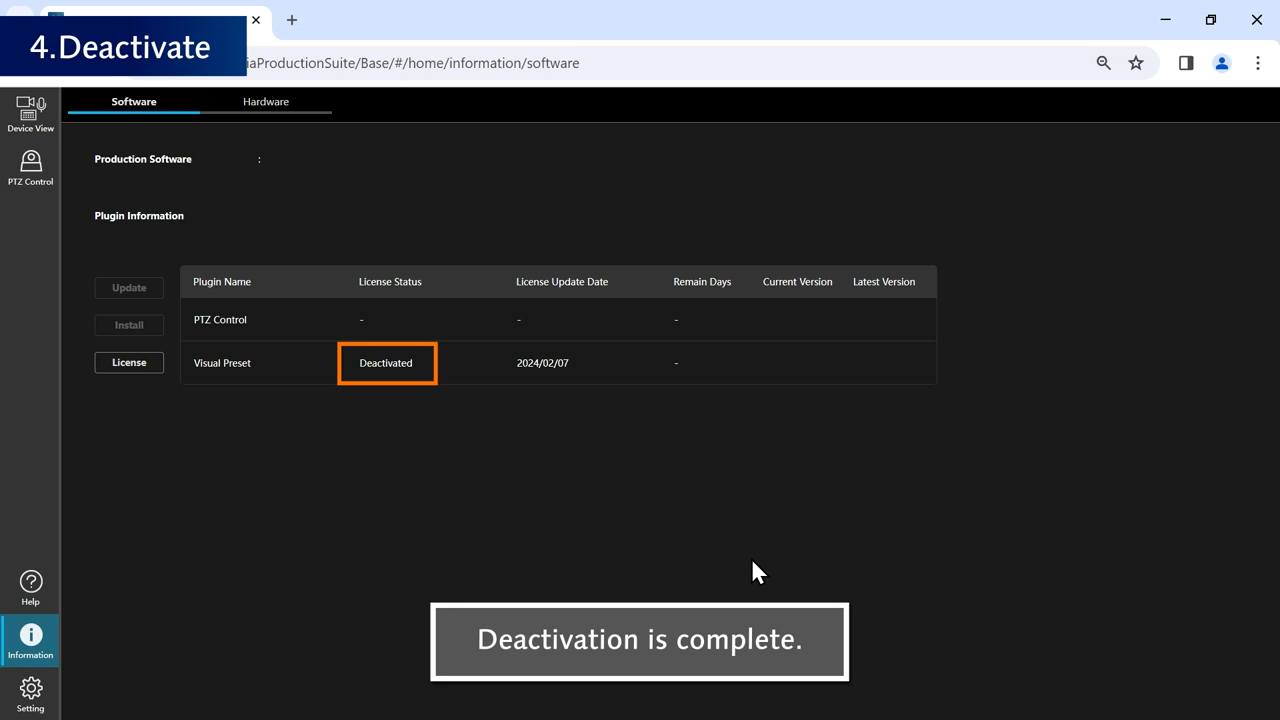 4.Deactivate
iaProductionSuite/Base/#/home/information/software
Device View
PTZ Control
Software
Hardware
Production Software :
Plugin Information
Update
Install
License
Plugin Name License Status License Update Date Remain Days Current Version Latest Version
PTZ Control - - -
Visual Preset Deactivated 2024/02/07 -
Help
Information
Setting
Deactivation is complete.